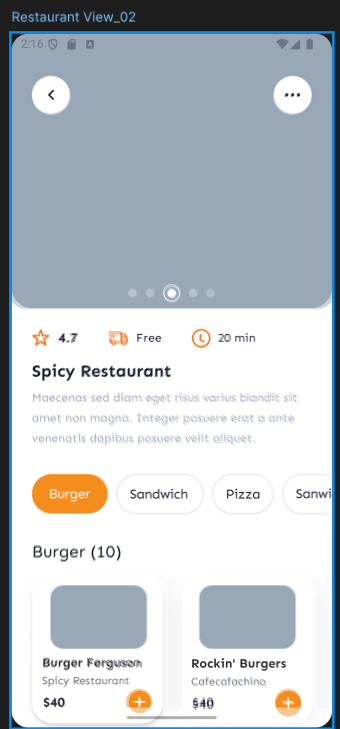 Restaurant View_02
2:16
4.7 Free 20 min
Spicy Restaurant
Maecenas sed diam eget risus varius blandit sit
amet non magna. Integer posuere erat a ante
venenatis dapibus posuere velit aliquet.
Burger Sandwich Pizza Sanwi
Burger (10)
Burger Ferguson Rockin' Burgers
Spicy Restaurant Cafecafachino
$40 $40